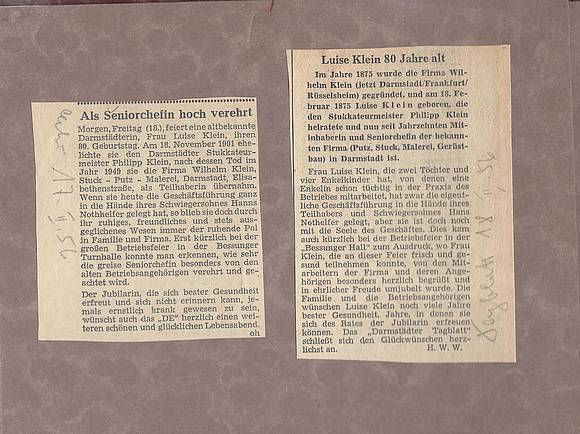 Als Seniorchefin hoch verehrt
Morgen, Freitag (18.), feiert eine altbekannte
Darmstädterin, Frau Luise Klein, ihren
80. Geburtstag. Am 18. November 1901 ehe-
lichte sie den Darmstädter Stukkateur-
meister Philipp Klein, nach dessen Tod im
Jahr 1949 sie die Firma Wilhelm Klein,
Stuck - Putz - Malerei, Darmstadt, Elisa-
bethenstraße, als Teilhaberin übernahm.
Wenn sie heute die Geschäftsführung ganz
in die Hände ihres Schwiegersohnes Hans
Nothhelfer gelegt hat, so blieb sie doch durch
ihr ruhiges, freundliches und stets aus-
geglichenes Wesen immer der ruhende Pol
in Familie und Firma. Erst kürzlich bei der
großen Betriebsfeier in der Bessunger
Turnhalle konnte man erkennen, wie sehr
die greise Seniorchefin besonders von den
alten Betriebsangehörigen verehrt und ge-
achtet wird.
Der Jubilarin, die sich bester Gesundheit
erfreut und sich nicht erinnern kann, je-
mals ernstlich krank gewesen zu sein,
wünscht auch das „DE" herzlich einen wei-
teren schönen und glücklichen Lebensabend.
oh
Luise Klein 80 Jahre alt
Im Jahre 1875 wurde die Firma Wil-
helm Klein (jetzt Darmstadt/Frankfurt/
Rüsselsheim) gegründet, und am 18. Fe-
bruar 1875 Luise Klein geboren, die
den Stukkateurmeister Philipp Klein
heiratete und nun seit Jahrzehnten Mit-
inhaberin und Seniorchefin der bekann-
ten Firma (Putz, Stuck, Malerei, Gerüst-
bau) in Darmstadt ist.
Frau Luise Klein, die zwei Töchter und
vier Enkelkinder hat, von denen eine
Enkelin schon tüchtig in der Praxis des
Betriebes mitarbeitet, hat zwar die eigent-
liche Geschäftsführung in die Hände ihres
Teilhabers und Schwiegersohnes Hans
Nothelfer gelegt, aber sie ist doch noch
mit der Seele des Geschäftes. Dies kam
auch kürzlich bei der Betriebsfeier in der
„Bessunger Hall" zum Ausdruck, wo Frau
Klein, die an dieser Feier frisch und ge-
sund teilnehmen konnte, von den Mit-
arbeitern der Firma und deren Ange-
hörigen besonders herzlich begrüßt und
in ehrlicher Freude umjubelt wurde. Die
Familie und die Betriebsangehörigen
wünschen Luise Klein noch viele Jahre
bester Gesundheit, Jahre, in denen sie
sich des Rates der Jubilarin erfreuen
können. Das „Darmstädter Tagblatt"
schließt sich den Glückwünschen herz-
lichst an. H. W. W.
Tagblatt 18